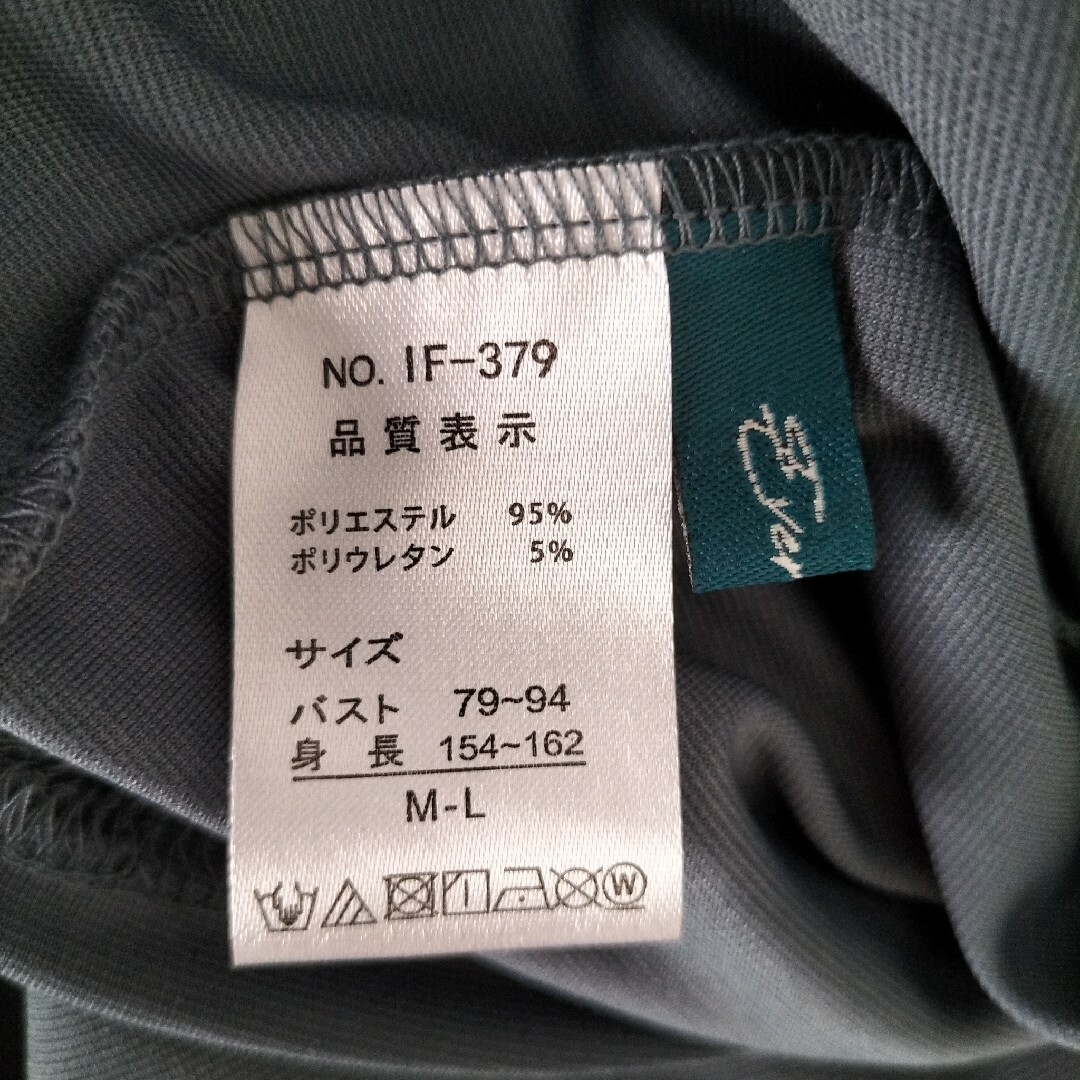 NO. IF-379
品質表示
ポリエステル 95%
ポリウレタン 5%
サイズ
バスト 79~94
身 長 154~162
M-L
W